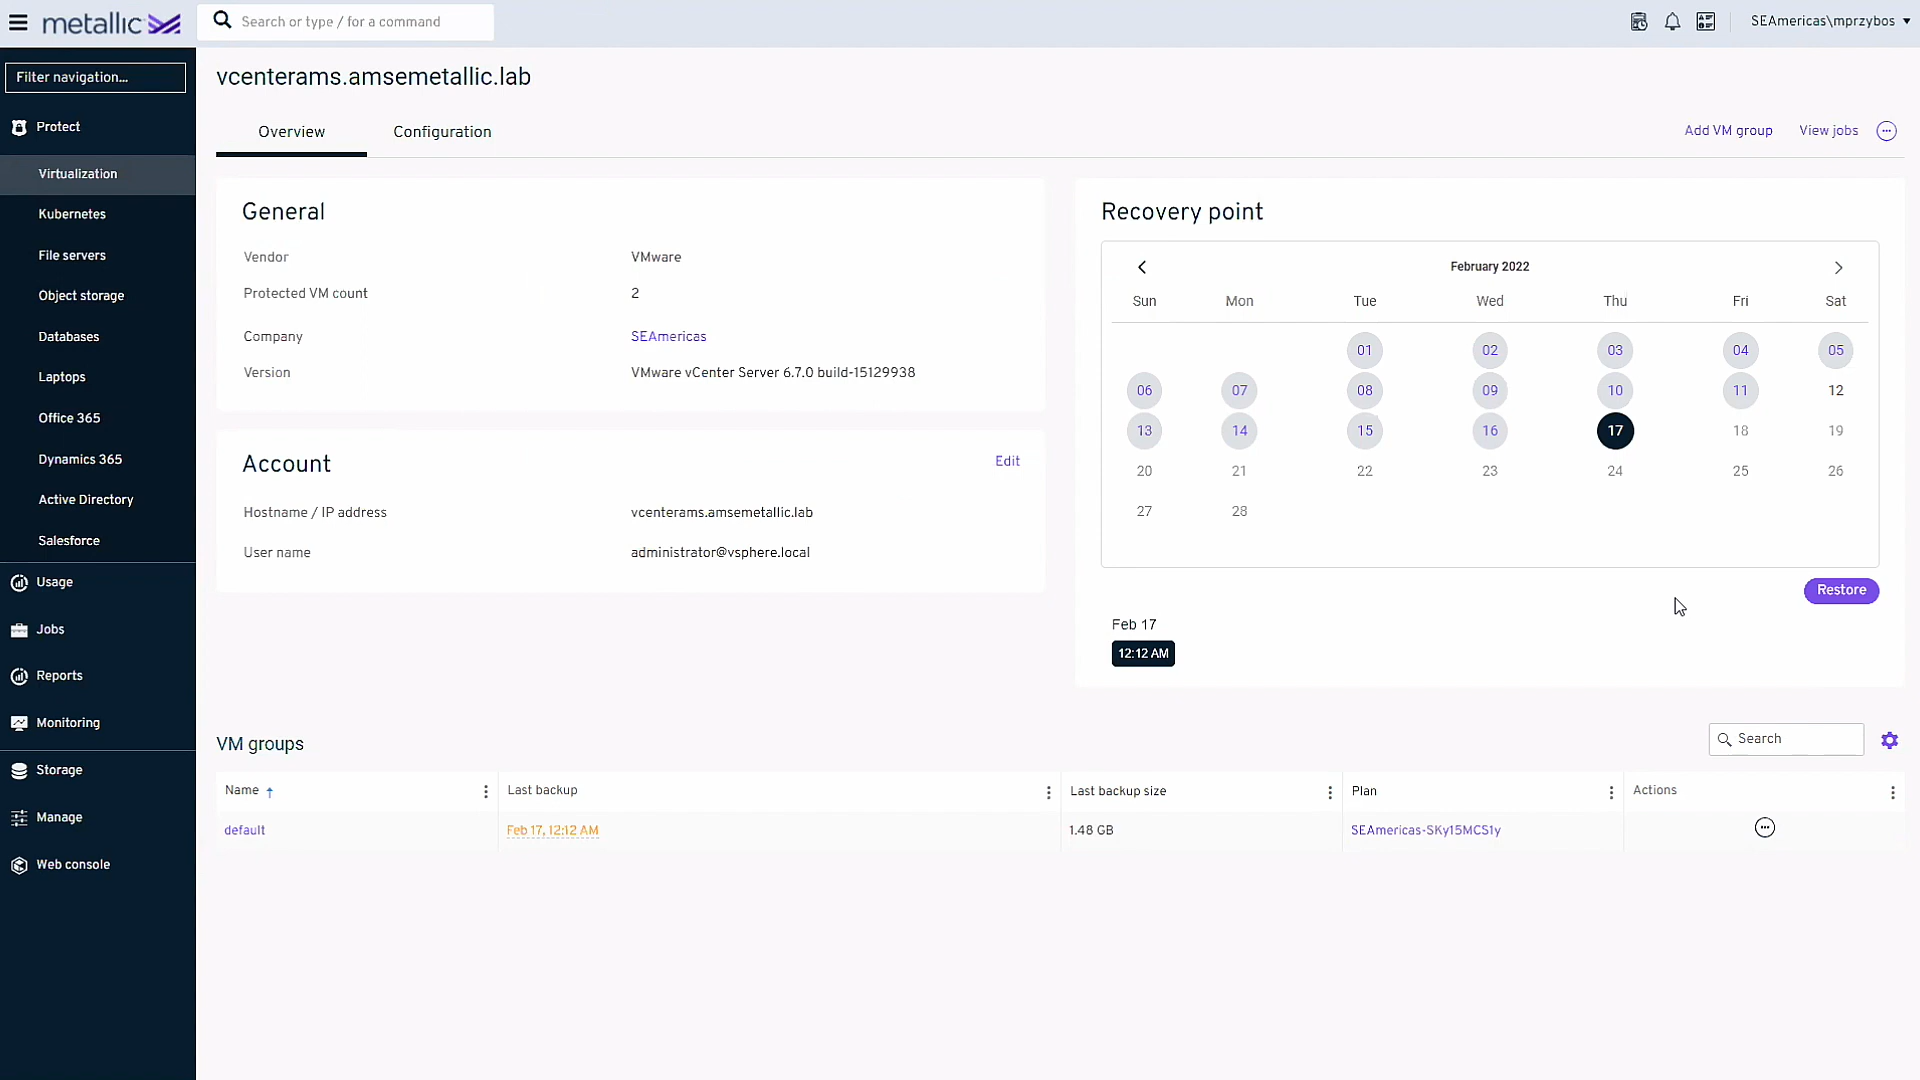 metallic
Search or type / for a command
SEAmericas\mprzybos
Filter navigation...
Protect
Virtualization
Kubernetes
File servers
Object storage
Databases
Laptops
Office 365
Dynamics 365
Active Directory
Salesforce
Usage
Jobs
Reports
Monitoring
Storage
Manage
Web console
vcenterams.amsemetallic.lab
Overview Configuration
Add VM group View jobs
General
Vendor VMware
Protected VM count 2
Company SEAmericas
Version VMware vCenter Server 6.7.0 build-15129938
Account Edit
Hostname / IP address vcenterams.amsemetallic.lab
User name administrator@vsphere.local
Recovery point
February 2022
Sun Mon Tue Wed Thu Fri Sat
01 02 03 04 05
06 07 08 09 10 11 12
13 14 15 16 17 18 19
20 21 22 23 24 25 26
27 28
Restore
Feb 17
12:12 AM
VM groups
Search
Name Last backup Last backup size Plan Actions
default Feb 17, 12:12 AM 1.48 GB SEAmericas-SKy15MCS1y